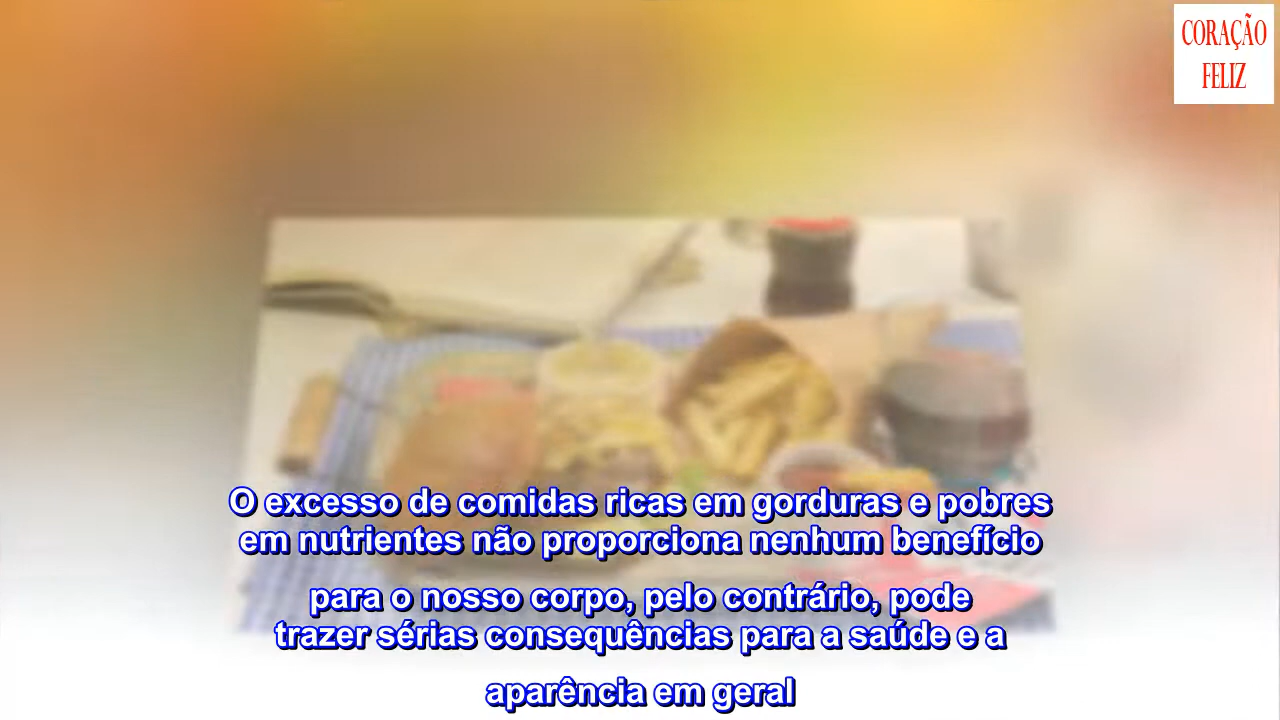 CORAÇÃO
FELIZ
O excesso de comidas ricas em gorduras e pobres
em nutrientes não proporciona nenhum benefício
para o nosso corpo, pelo contrário, pode
trazer sérias consequências para a saúde e a
aparência em geral